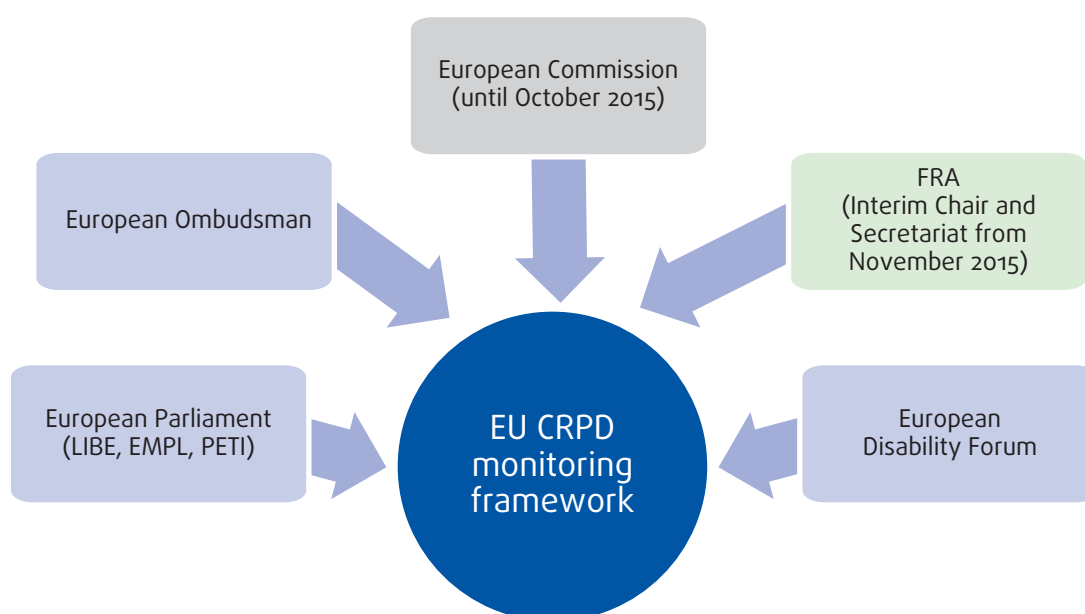 European Commission
(until October 2015)
European Ombudsman
FRA
(Interim Chair and
Secretariat from
November 2015)
European Parliament
(LIBE, EMPL, PETI)
EU CRPD
monitoring
framework
European
Disability Forum